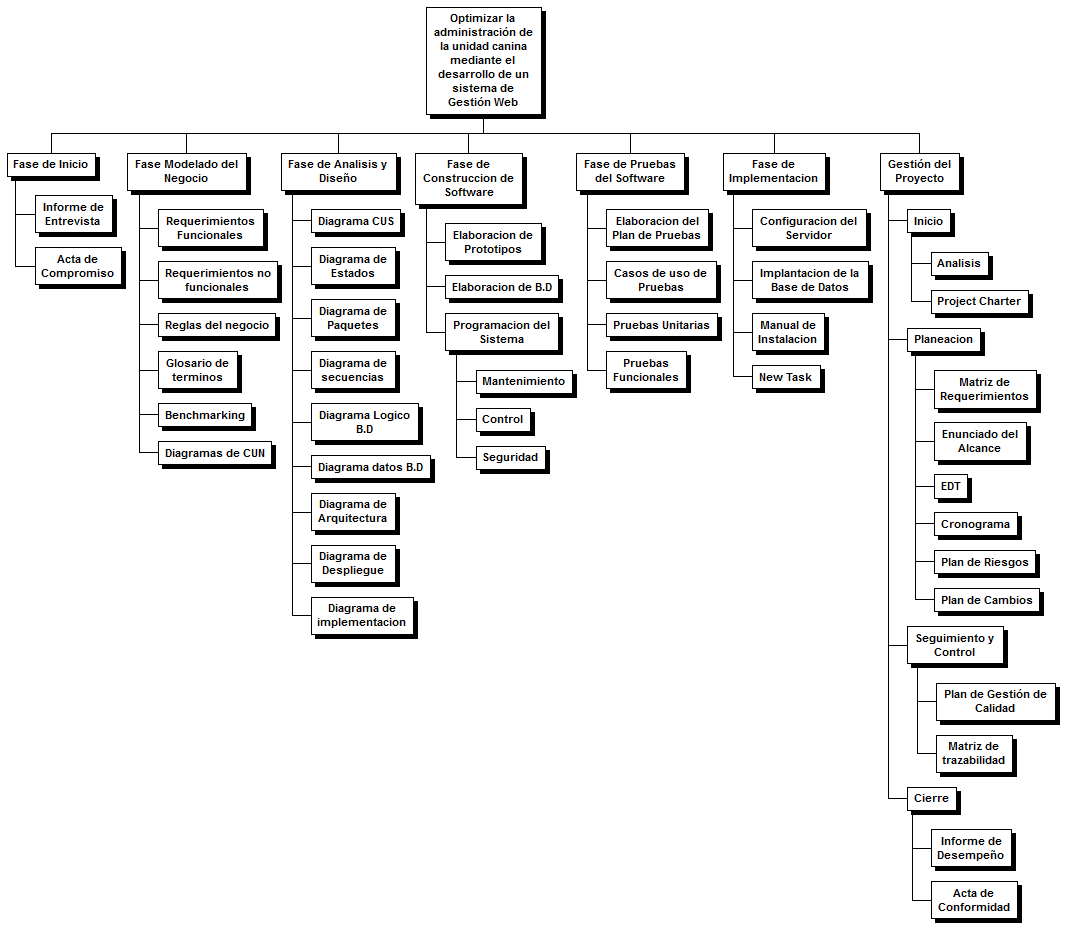 Optimizar la
administración de
la unidad canina
mediante el
desarrollo de un
sistema de
Gestión Web
Fase de Inicio
Informe de
Entrevista
Acta de
Compromiso
Fase Modelado del
Negocio
Requerimientos
Funcionales
Requerimientos no
funcionales
Reglas del negocio
Glosario de
terminos
Benchmarking
Diagramas de CUN
Fase de Analisis y
Diseño
Diagrama CUS
Diagrama de
Estados
Diagrama de
Paquetes
Diagrama de
secuencias
Diagrama Logico
B.D
Diagrama datos B.D
Diagrama de
Arquitectura
Diagrama de
Despliegue
Diagrama de
implementacion
Fase de
Construccion de
Software
Elaboracion de
Prototipos
Elaboracion de B.D
Programacion del
Sistema
Mantenimiento
Control
Seguridad
Fase de Pruebas
del Software
Elaboracion del
Plan de Pruebas
Casos de uso de
Pruebas
Pruebas Unitarias
Pruebas
Funcionales
Fase de
Implementacion
Configuracion del
Servidor
Implantacion de la
Base de Datos
Manual de
Instalacion
New Task
Gestión del
Proyecto
Inicio
Analisis
Project Charter
Planeacion
Matriz de
Requerimientos
Enunciado del
Alcance
EDT
Cronograma
Plan de Riesgos
Plan de Cambios
Seguimiento y
Control
Plan de Gestión de
Calidad
Matriz de
trazabilidad
Cierre
Informe de
Desempeño
Acta de
Conformidad